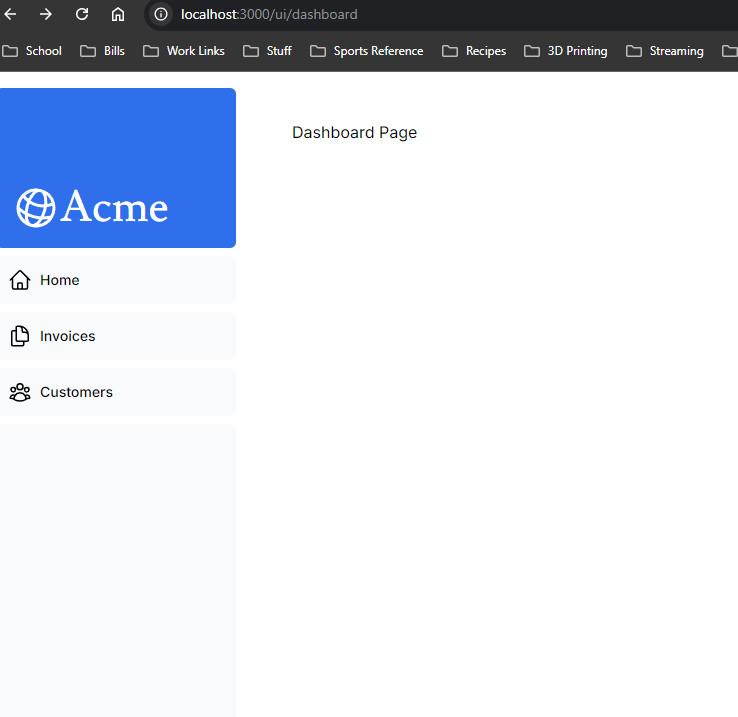 localhost:3000/ui/dashboard
School Bills Work Links Stuff Sports Reference Recipes 3D Printing Streaming
Dashboard Page
Acme
Home
Invoices
Customers